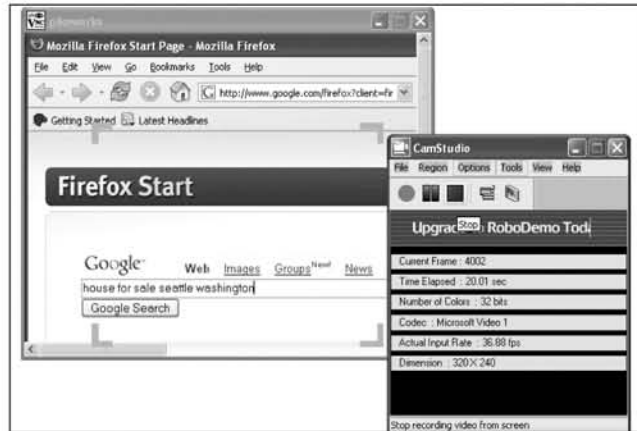 Mozilla Firefox Start Page - Mozilla Firefox
File Edit View Go Bookmarks Tools Help
http://www.google.com/firefox?client=fir
Getting Started Latest Headlines
Firefox Start
Google
Web Images Groups New! News
house for sale seattle washington
Google Search
CamStudio
File Region Options Tools View Help
Stop
RoboDemo Tod
Current Frame : 4002
Time Elapsed : 20.01 sec
Number of Colors : 32 bits
Codec : Microsoft Video 1
Actual Input Rate : 36.88 fps
Dimension : 320 X 240
Stop recording video from screen